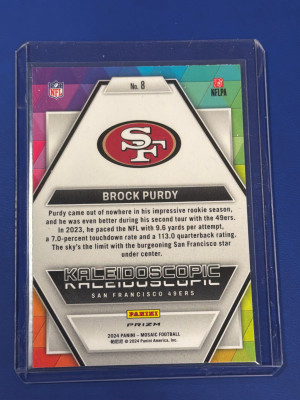 NFL
No. 8
NFLPA
SF
BROCK PURDY
Purdy came out of nowhere in his impressive rookie season,
and he was even better during his second tour with the 49ers.
In 2023, he paced the NFL with 9.6 yards per attempt,
a 7.0-percent touchdown rate and a 113.0 quarterback rating.
The sky's the limit with the burgeoning San Francisco star
under center.
KALEIDOSCOPIC
KALEIDOSCOPIC
SAN FRANCISCO 49ERS
PANINI
PRIZM
2024 PANINI – MOSAIC FOOTBALL
© 2024 Panini America, Inc.